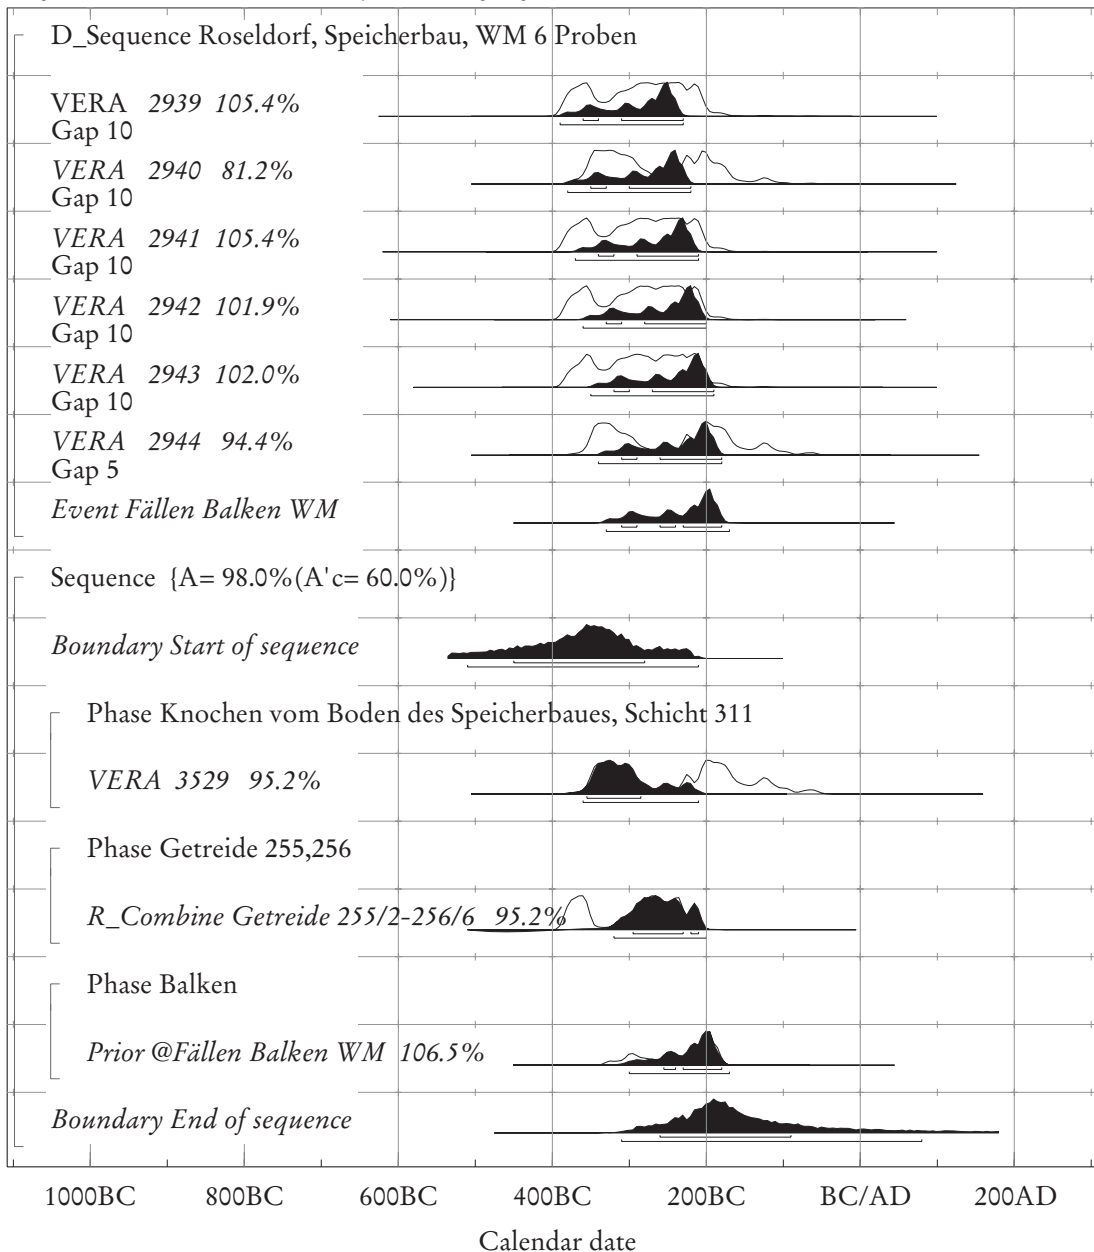 D_Sequence Roseldorf, Speicherbau, WM 6 Proben
VERA 2939 105.4%
Gap 10
VERA 2940 81.2%
Gap 10
VERA 2941 105.4%
Gap 10
VERA 2942 101.9%
Gap 10
VERA 2943 102.0%
Gap 10
VERA 2944 94.4%
Gap 5
Event Fällen Balken WM
Sequence {A= 98.0%(A'c= 60.0%)}
Boundary Start of sequence
Phase Knochen vom Boden des Speicherbaues, Schicht 311
VERA 3529 95.2%
Phase Getreide 255,256
R_Combine Getreide 255/2-256/6 95.2%
Phase Balken
Prior @Fällen Balken WM 106.5%
Boundary End of sequence
1000BC 800BC 600BC 400BC 200BC BC/AD 200AD
Calendar date